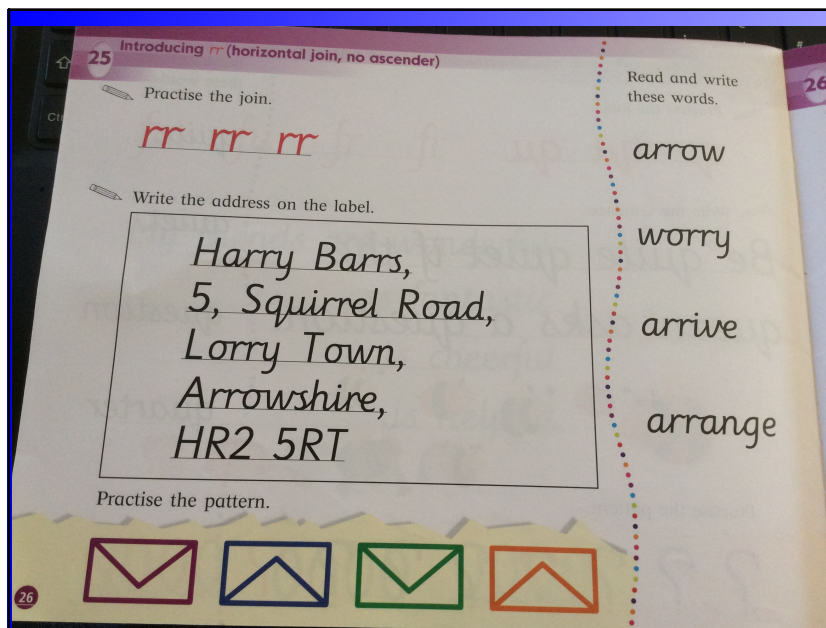 25 Introducing rr (horizontal join, no ascender)
Practise the join.
rr rr rr
Write the address on the label.
Harry Barrs,
5, Squirrel Road,
Lorry Town,
Arrowshire,
HR2 5RT
Practise the pattern.
26
Read and write
these words.
arrow
worry
arrive
arrange
26